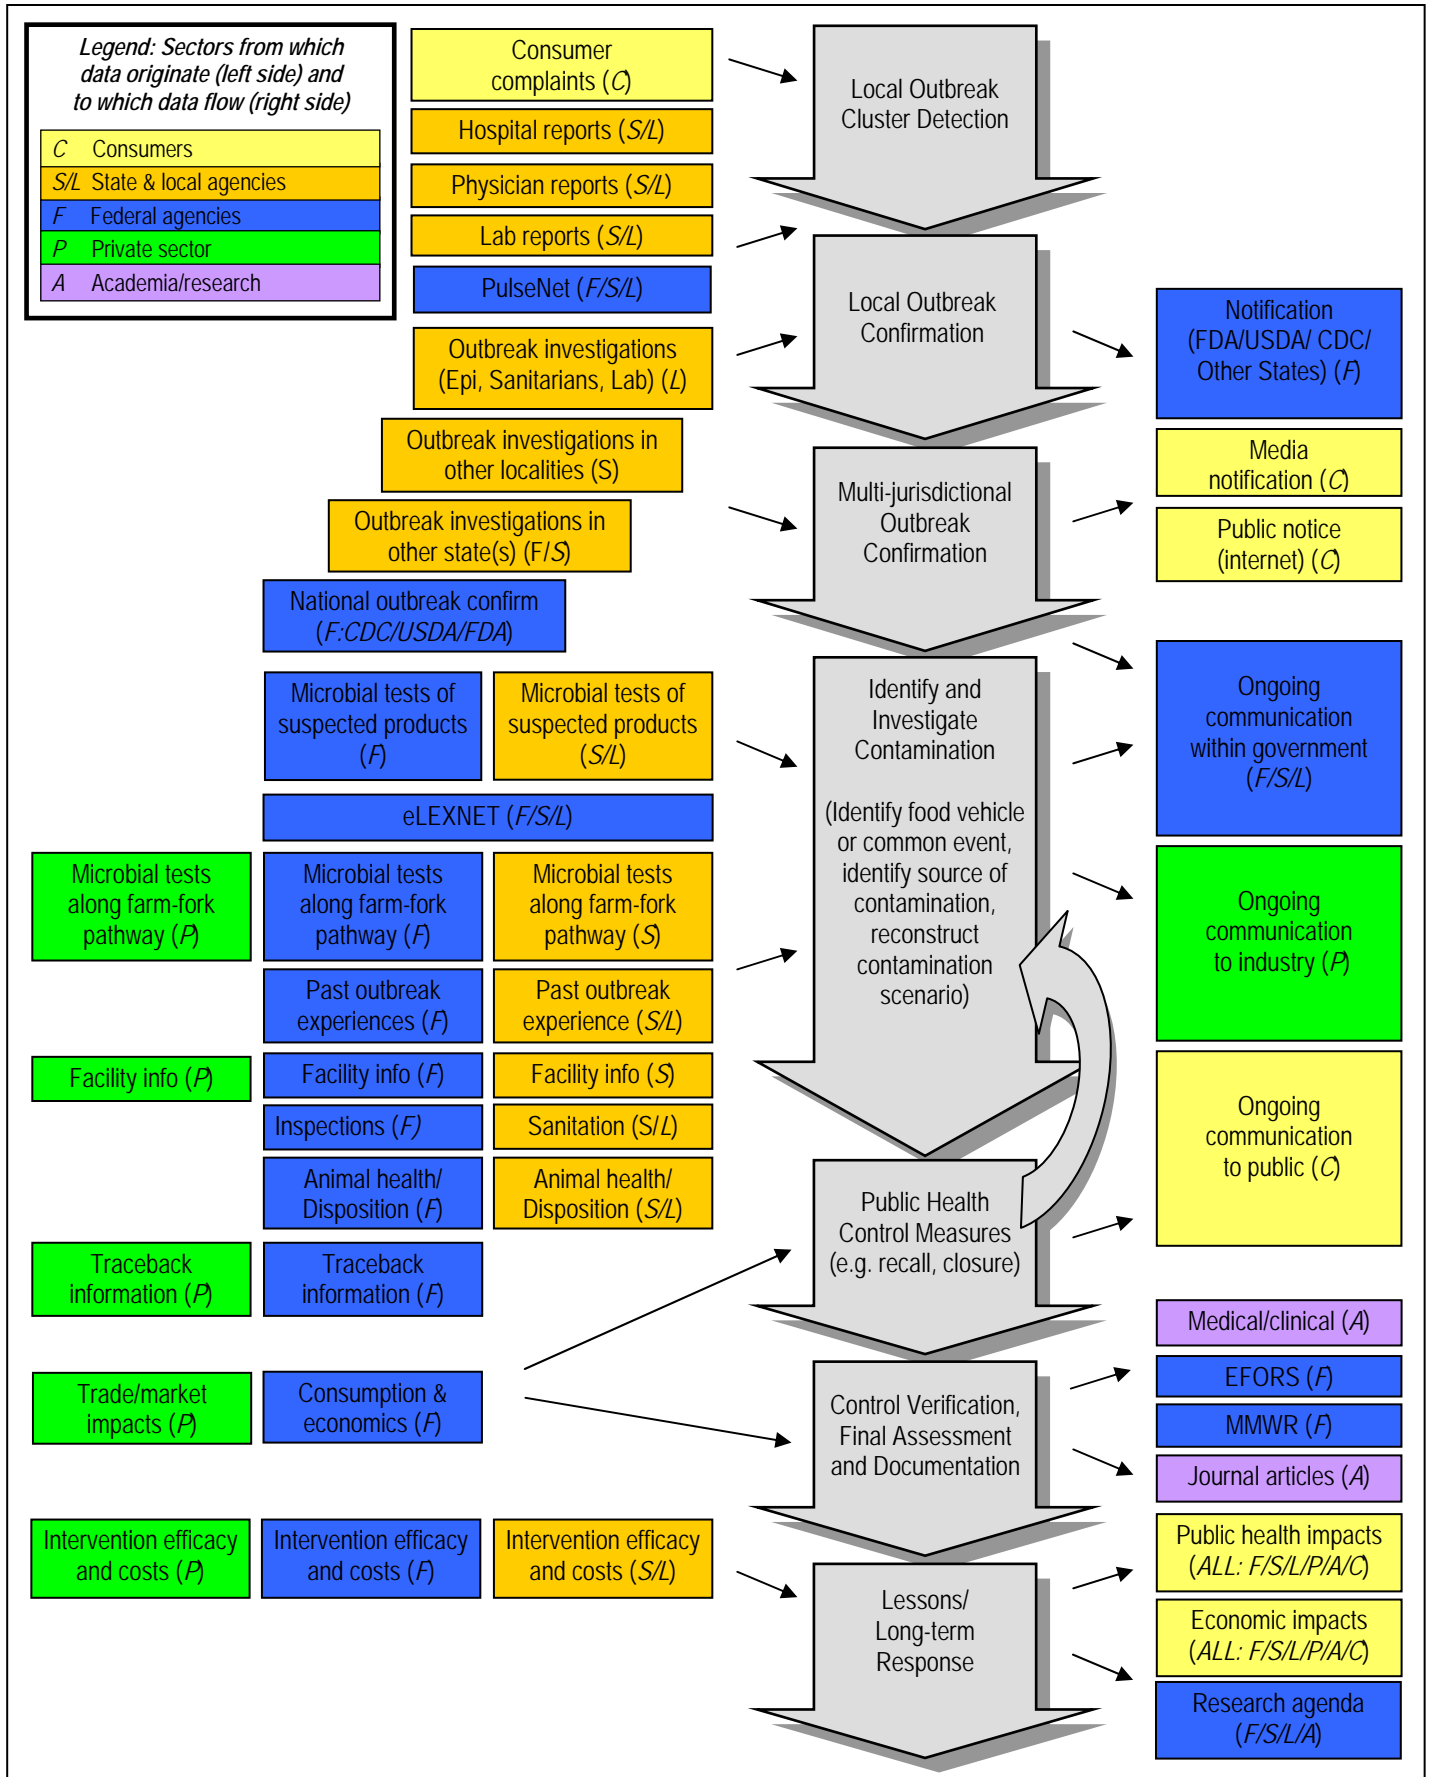 Legend: Sectors from which
data originate (left side) and
to which data flow (right side)
C Consumers
S/L State & local agencies
F Federal agencies
P Private sector
A Academia/research
Consumer
complaints (C)
Hospital reports (S/L)
Physician reports (S/L)
Lab reports (S/L)
PulseNet (F/S/L)
Outbreak investigations
(Epi, Sanitarians, Lab) (L)
Outbreak investigations in
other localities (S)
Outbreak investigations in
other state(s) (F/S)
National outbreak confirm
(F:CDC/USDA/FDA)
Microbial tests of
suspected products
(F)
Microbial tests of
suspected products
(S/L)
eLEXNET (F/S/L)
Microbial tests
along farm-fork
pathway (P)
Microbial tests
along farm-fork
pathway (F)
Microbial tests
along farm-fork
pathway (S)
Past outbreak
experiences (F)
Past outbreak
experience (S/L)
Facility info (P)
Facility info (F)
Facility info (S)
Inspections (F)
Sanitation (S/L)
Animal health/
Disposition (F)
Animal health/
Disposition (S/L)
Traceback
information (P)
Traceback
information (F)
Trade/market
impacts (P)
Consumption &
economics (F)
Intervention efficacy
and costs (P)
Intervention efficacy
and costs (F)
Intervention efficacy
and costs (S/L)
Local Outbreak
Cluster Detection
Local Outbreak
Confirmation
Multi-jurisdictional
Outbreak
Confirmation
Identify and
Investigate
Contamination
(Identify food vehicle
or common event,
identify source of
contamination,
reconstruct
contamination
scenario)
Public Health
Control Measures
(e.g. recall, closure)
Control Verification,
Final Assessment
and Documentation
Lessons/
Long-term
Response
Notification
(FDA/USDA/ CDC/
Other States) (F)
Media
notification (C)
Public notice
(internet) (C)
Ongoing
communication
within government
(F/S/L)
Ongoing
communication
to industry (P)
Ongoing
communication
to public (C)
Medical/clinical (A)
EFORS (F)
MMWR (F)
Journal articles (A)
Public health impacts
(ALL: F/S/L/P/A/C)
Economic impacts
(ALL: F/S/L/P/A/C)
Research agenda
(F/S/L/A)